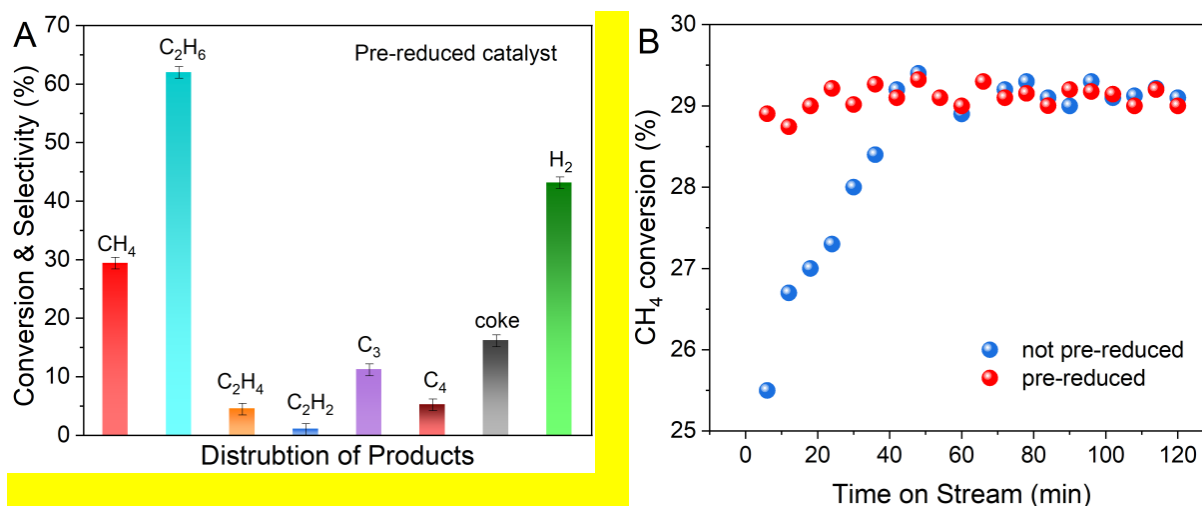 A
Pre-reduced catalyst
Conversion & Selectivity (%)
70
60
50
40
30
20
10
0
CH₄
C₂H₆
C₂H₄
C₂H₂
C₃
C₄
coke
H₂
Distrubtion of Products
B
CH₄ conversion (%)
30
29
28
27
26
25
not pre-reduced
pre-reduced
0 20 40 60 80 100 120
Time on Stream (min)